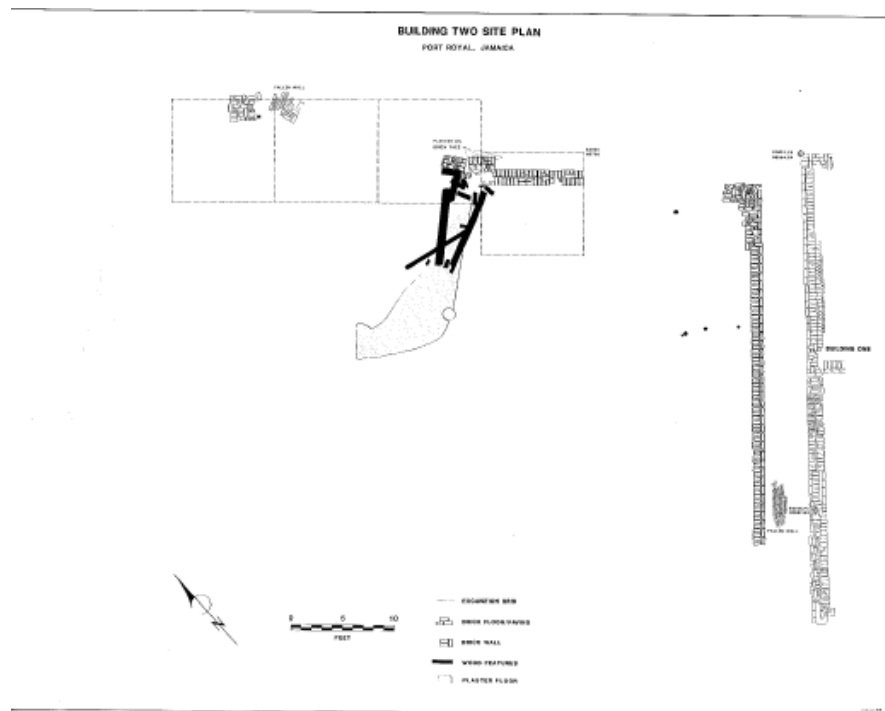 BUILDING TWO SITE PLAN
PORT ROYAL, JAMAICA
FALLEN WALL
BUILDING ONE
FALLEN WALL
N
0 5 10
FEET
EXCAVATION GRID
BRICK FLOOR/PAVING
BRICK WALL
WOOD FEATURES
PLASTER FLOOR